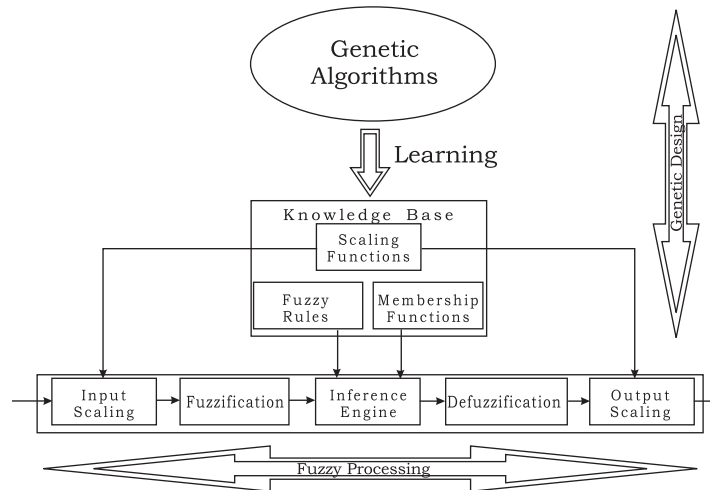 Genetic
Algorithms
Learning
Genetic Design
Knowledge Base
Scaling
Functions
Fuzzy
Rules
Membership
Functions
Input
Scaling
Fuzzification
Inference
Engine
Defuzzification
Output
Scaling
Fuzzy Processing